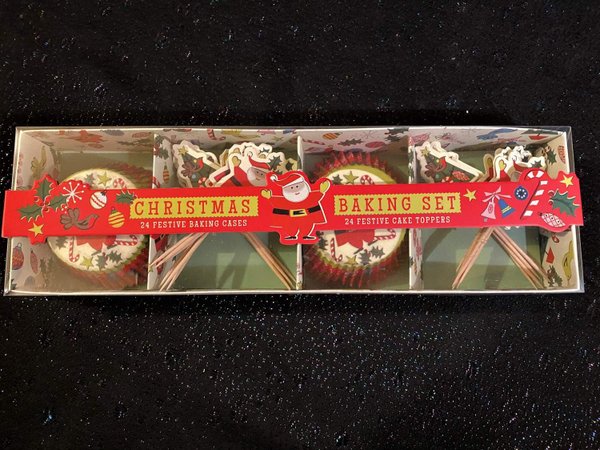 CHRISTMAS
24 FESTIVE BAKING CASES
BAKING SET
24 FESTIVE CAKE TOPPERS